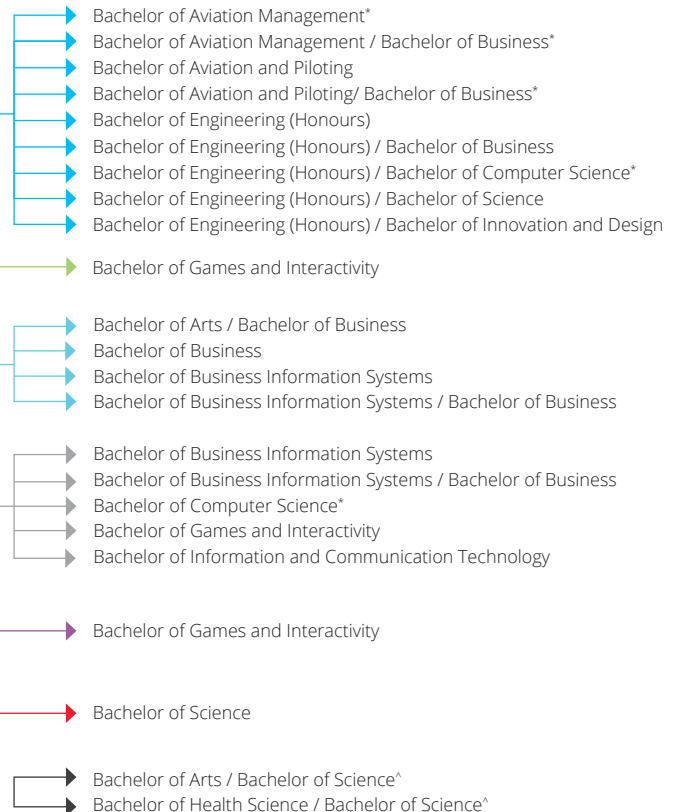 Bachelor of Aviation Management*
Bachelor of Aviation Management / Bachelor of Business*
Bachelor of Aviation and Piloting
Bachelor of Aviation and Piloting/ Bachelor of Business*
Bachelor of Engineering (Honours)
Bachelor of Engineering (Honours) / Bachelor of Business
Bachelor of Engineering (Honours) / Bachelor of Computer Science*
Bachelor of Engineering (Honours) / Bachelor of Science
Bachelor of Engineering (Honours) / Bachelor of Innovation and Design
Bachelor of Games and Interactivity
Bachelor of Arts / Bachelor of Business
Bachelor of Business
Bachelor of Business Information Systems
Bachelor of Business Information Systems / Bachelor of Business
Bachelor of Business Information Systems
Bachelor of Business Information Systems / Bachelor of Business
Bachelor of Computer Science*
Bachelor of Games and Interactivity
Bachelor of Information and Communication Technology
Bachelor of Games and Interactivity
Bachelor of Science
Bachelor of Arts / Bachelor of Science^
Bachelor of Health Science / Bachelor of Science^